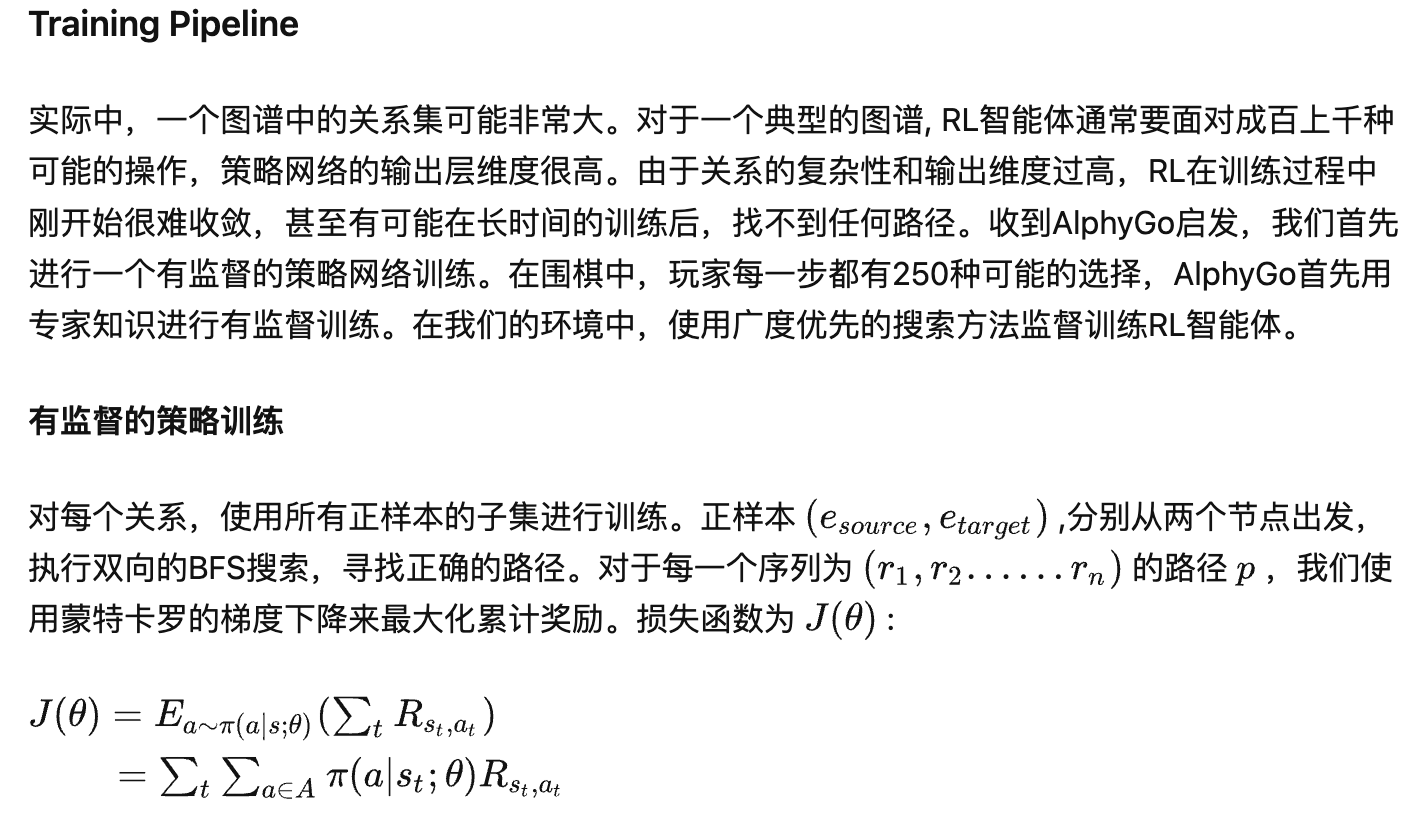 Training Pipeline
实际中，一个图谱中的关系集可能非常大。对于一个典型的图谱, RL智能体通常要面对成百上千种
可能的操作，策略网络的输出层维度很高。由于关系的复杂性和输出维度过高，RL在训练过程中
刚开始很难收敛，甚至有可能在长时间的训练后，找不到任何路径。收到AlphyGo启发，我们首先
进行一个有监督的策略网络训练。在围棋中，玩家每一步都有250种可能的选择，AlphyGo首先用
专家知识进行有监督训练。在我们的环境中，使用广度优先的搜索方法监督训练RL智能体。
有监督的策略训练
对每个关系，使用所有正样本的子集进行训练。正样本 (e_{source}, e_{target}) ,分别从两个节点出发，
执行双向的BFS搜索，寻找正确的路径。对于每一个序列为 (r_1, r_2......r_n) 的路径 p ，我们使
用蒙特卡罗的梯度下降来最大化累计奖励。损失函数为 J(θ) :
J(θ) = E_{a∼π(a|s;θ)}(∑_t R_{s_t,a_t})
= ∑_t ∑_{a∈A} π(a|s_t; θ)R_{s_t,a_t}